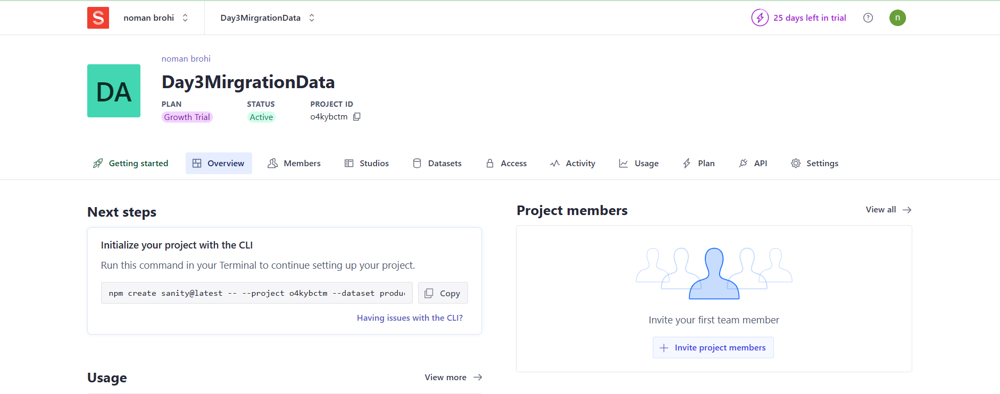 S noman brohi Day3MirgrationData 25 days left in trial ? n
noman brohi
DA
Day3MirgrationData
PLAN STATUS PROJECT ID
Growth Trial Active o4kybctm
Getting started Overview Members Studios Datasets Access Activity Usage Plan API Settings
Next steps
Initialize your project with the CLI
Run this command in your Terminal to continue setting up your project.
npm create sanity@latest -- --project o4kybctm --dataset produ
Copy
Having issues with the CLI?
Usage
View more
Project members
View all
Invite your first team member
Invite project members